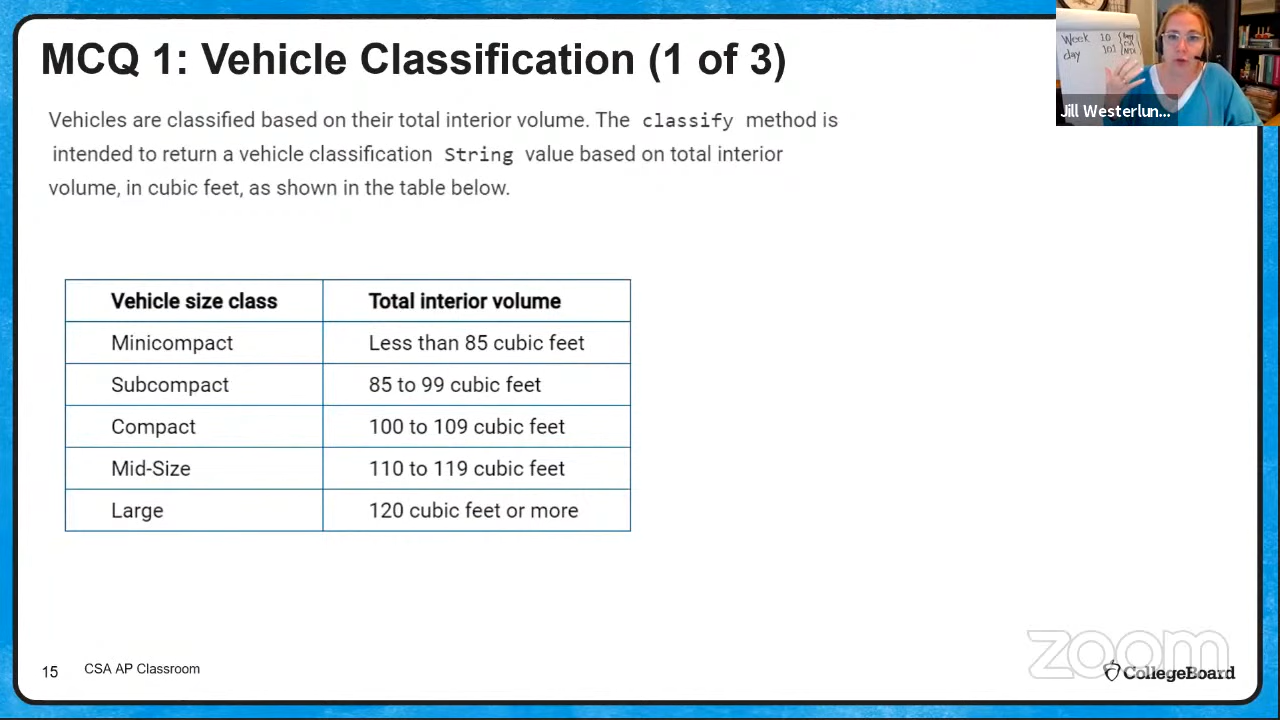 MCQ 1: Vehicle Classification (1 of 3)
Vehicles are classified based on their total interior volume. The classify method is
intended to return a vehicle classification String value based on total interior
volume, in cubic feet, as shown in the table below.
Vehicle size class Total interior volume
Minicompact Less than 85 cubic feet
Subcompact 85 to 99 cubic feet
Compact 100 to 109 cubic feet
Mid-Size 110 to 119 cubic feet
Large 120 cubic feet or more
Week 10
day
Jill Westerlun...
15 CSA AP Classroom
zoom
CollegeBoard